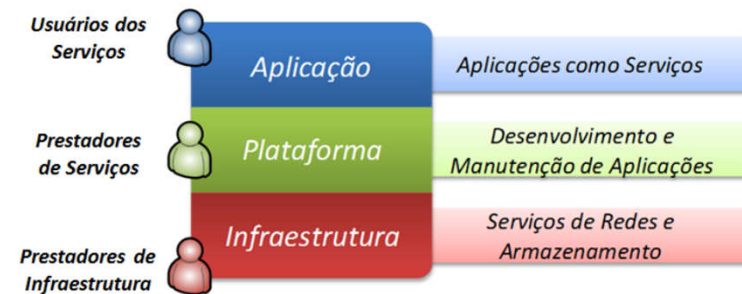 Usuários dos
Serviços
Aplicação
Aplicações como Serviços
Prestadores
de Serviços
Plataforma
Desenvolvimento e
Manutenção de Aplicações
Prestadores de
Infraestrutura
Infraestrutura
Serviços de Redes e
Armazenamento